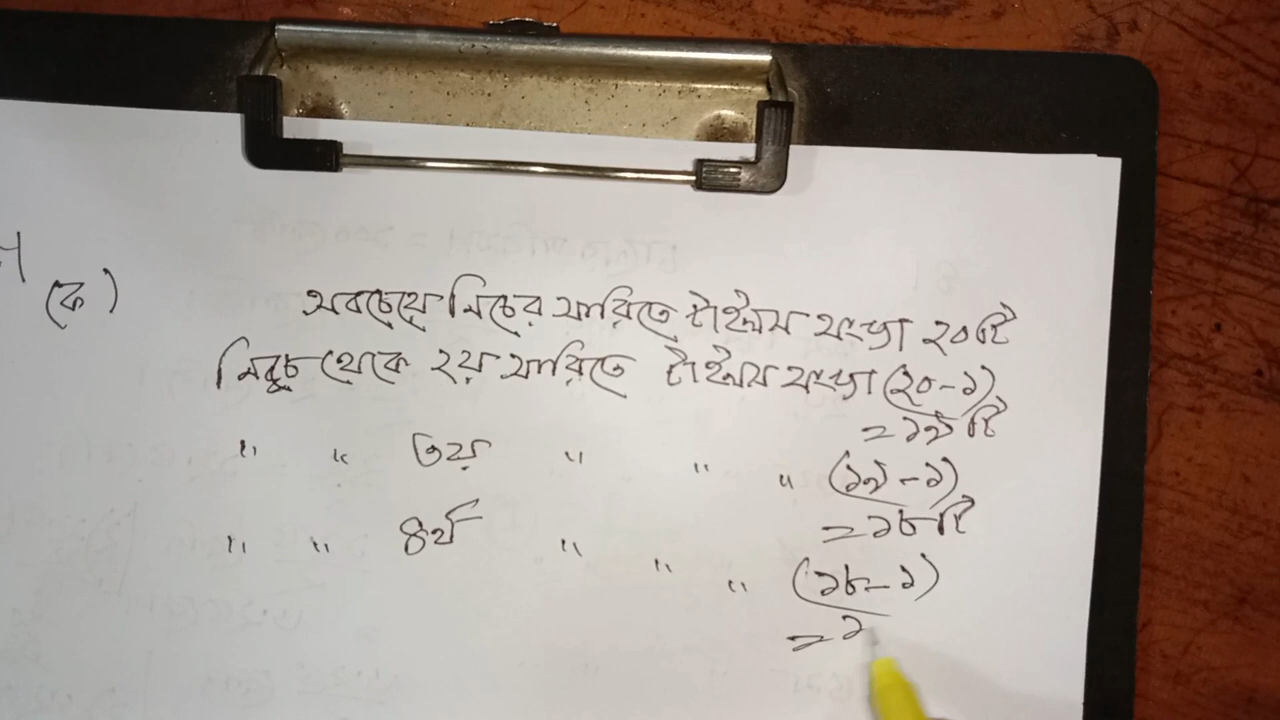 ক)
সবচেয়ে নিচের সারিতে টাইলস সংখ্যা ২০টি
নিচ থেকে ২য় সারিতে টাইলস সংখ্যা (২০-১)
=১৯টি
" " ৩য় " " " (১৯-১)
=১৮টি
" " ৪র্থ " " " (১৮-১)
=১